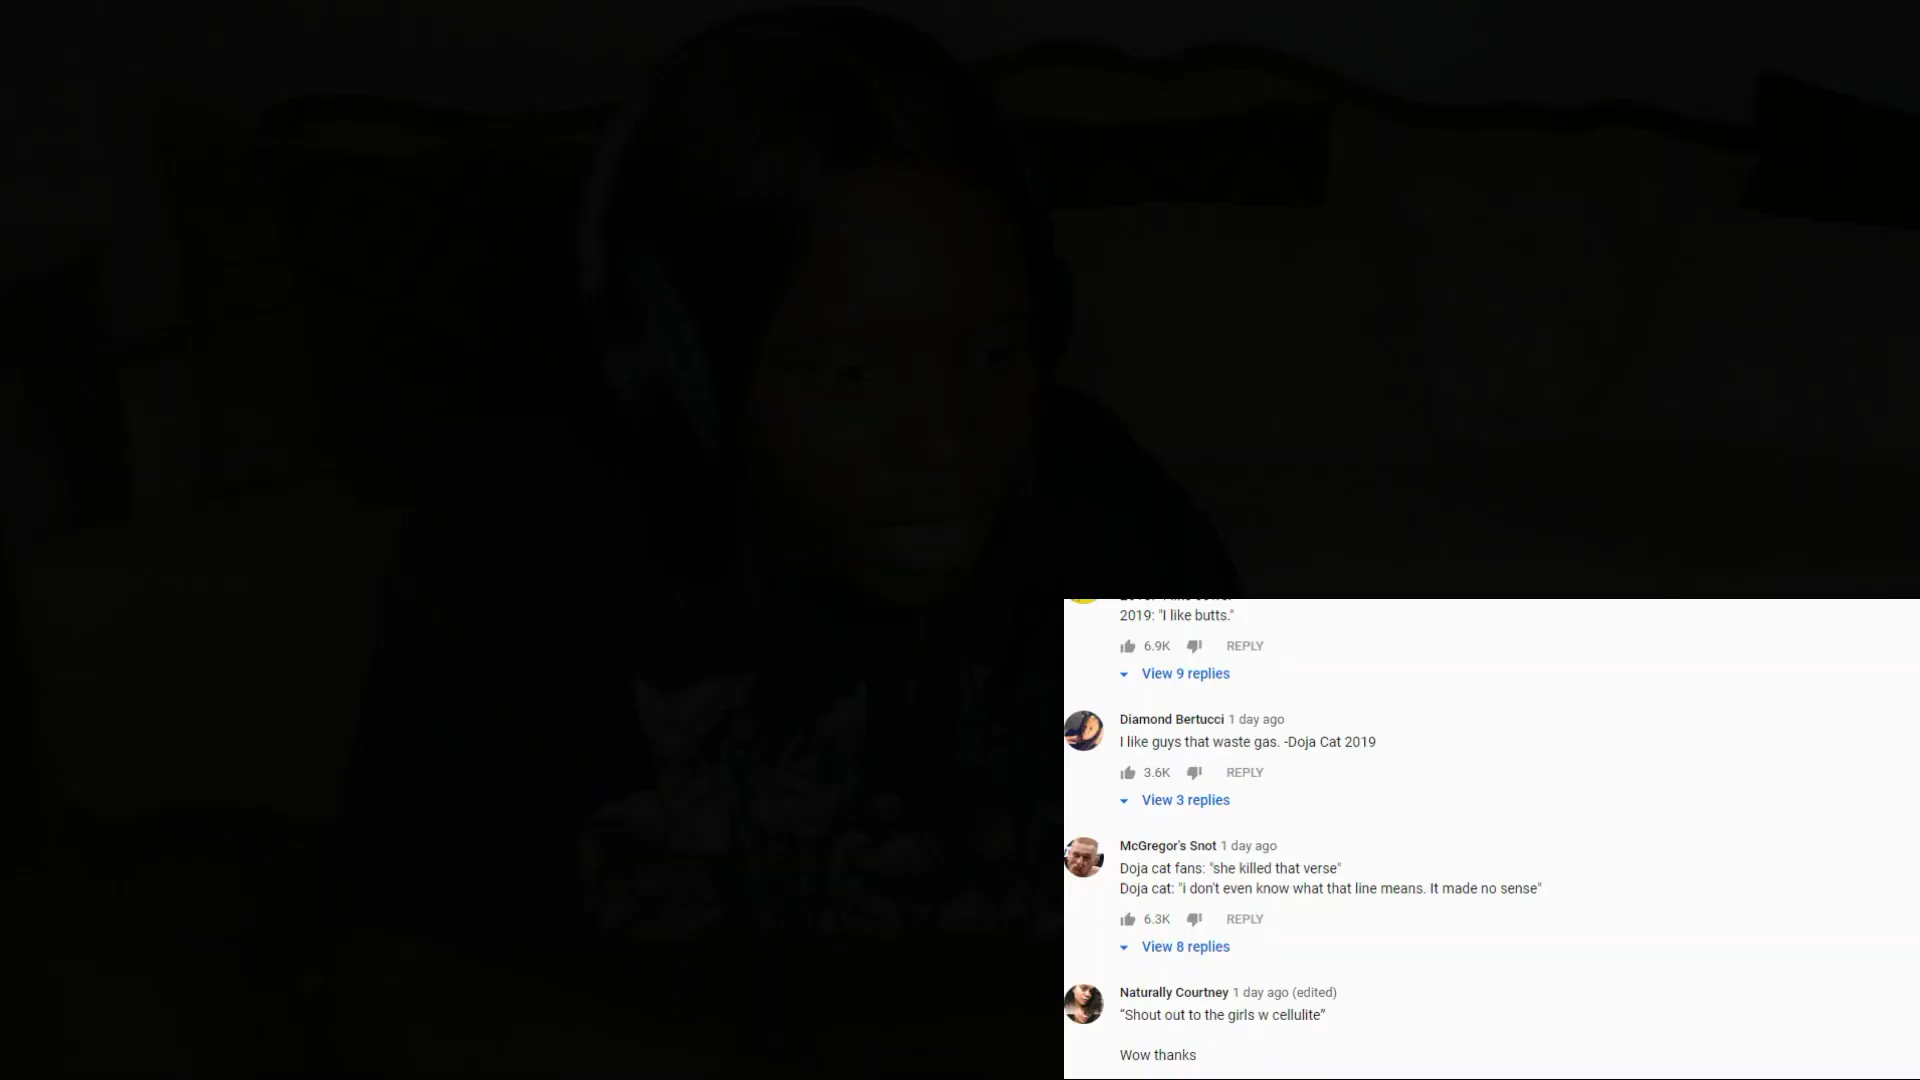 2019: "I like butts."
6.9K REPLY
View 9 replies
Diamond Bertucci 1 day ago
I like guys that waste gas. -Doja Cat 2019
3.6K REPLY
View 3 replies
McGregor's Snot 1 day ago
Doja cat fans: "she killed that verse"
Doja cat: "i don't even know what that line means. It made no sense"
6.3K REPLY
View 8 replies
Naturally Courtney 1 day ago (edited)
“Shout out to the girls w cellulite”
Wow thanks